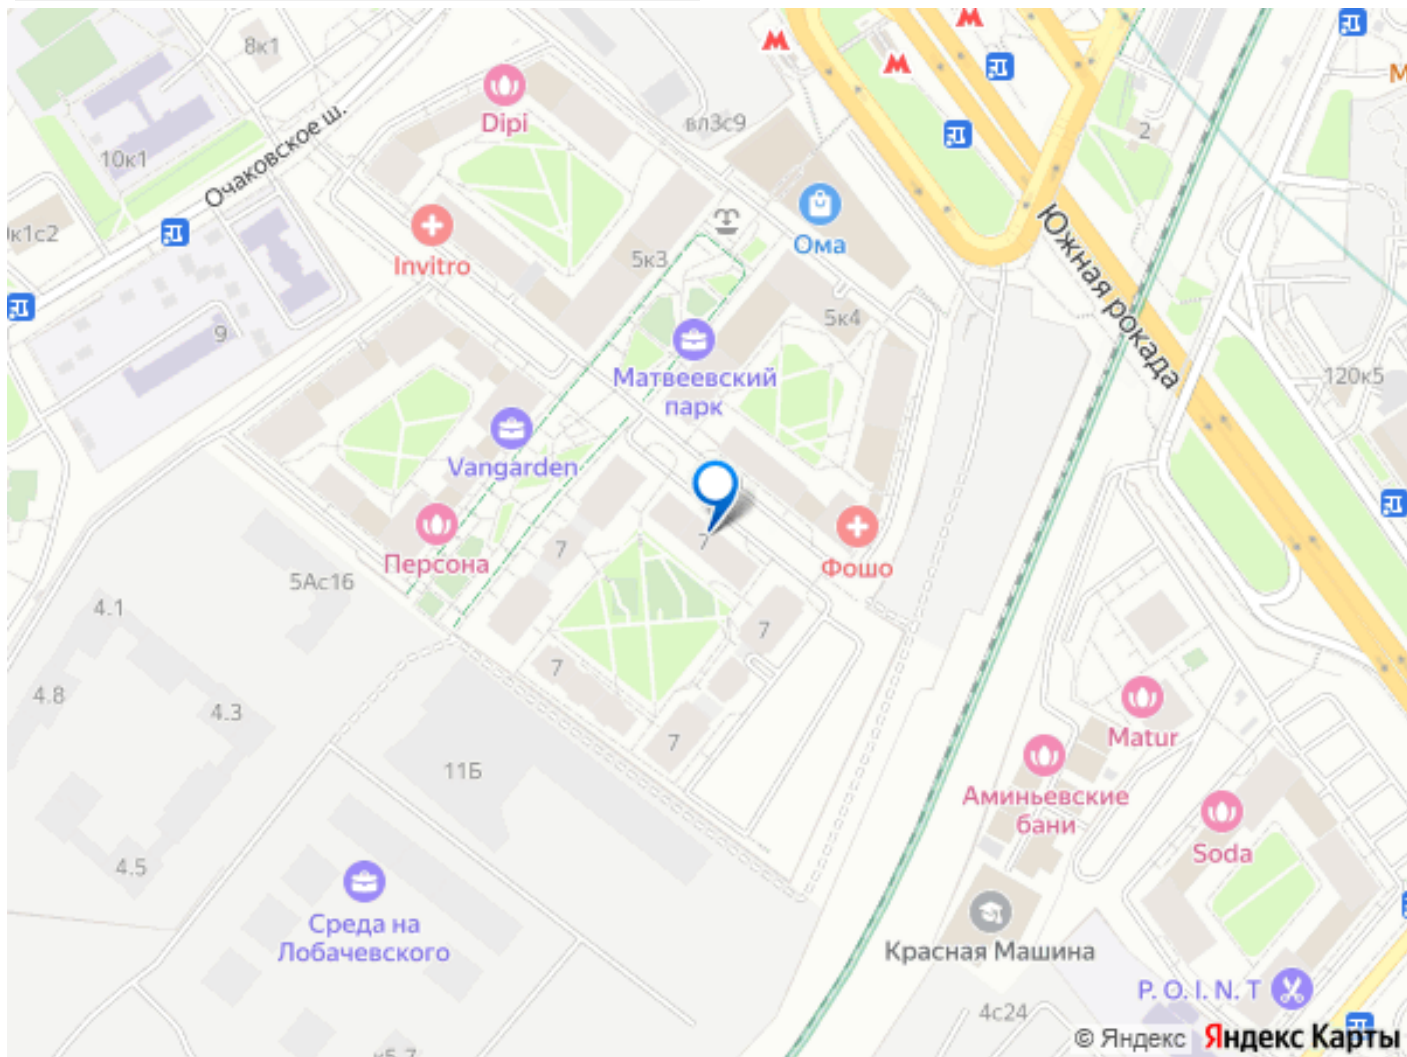 8к1
Dipi
вл3с9
2
М
10к1
Очаковское ш.
0к1с2
Invitro
5к3
Ома
Южная рокада
9
5к4
Матвеевский
парк
120к5
Vangarden
Персона
7
7
Фошо
5Ас16
4.1
7
7
4.8
4.3
7
Matur
11Б
Аминьевские
бани
4.5
Soda
Среда на
Лобачевского
Красная Машина
P.O.I.N.T
4с24
© Яндекс Яндекс Карты